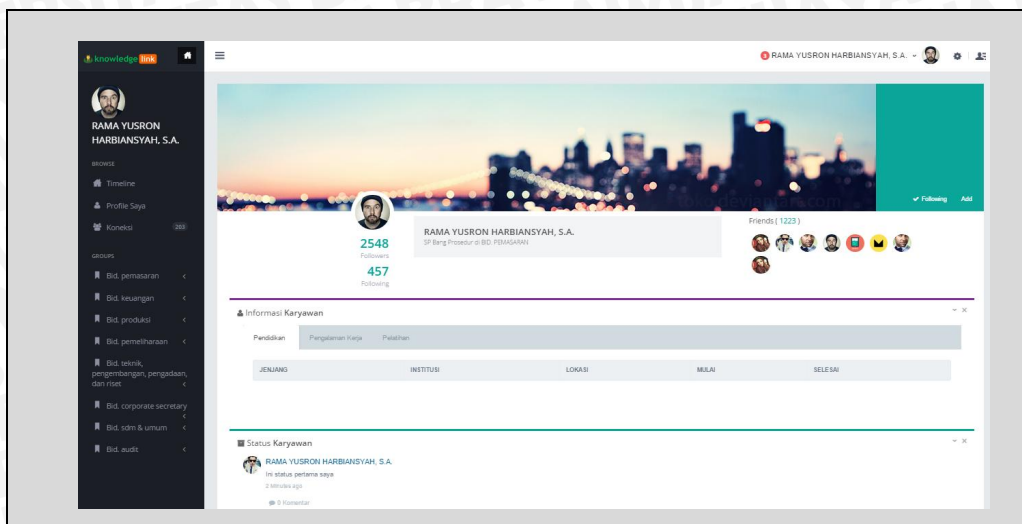 knowledge link
RAMA YUSRON HARBIANSYAH, S.A.
RAMA YUSRON
HARBIANSYAH, S.A.
BROWSE
Timeline
Profile Saya
Koneksi 263
GROUPS
Bid. pemasaran
Bid. keuangan
Bid. produksi
Bid. pemeliharaan
Bid. teknik,
pengembangan, pengadaan,
dan riset
Bid. corporate secretary
Bid. sdm & umum
Bid. audit
Following Add
2548
Followers
457
Following
RAMA YUSRON HARBIANSYAH, S.A.
SP Beng Prosedur di BID. PEMASARAN
Friends ( 1223 )
Informasi Karyawan
Pendidikan Pengalaman Kerja Pelatihan
JENJANG INSTITUSI LOKASI MULAI SELESAI
Status Karyawan
RAMA YUSRON HARBIANSYAH, S.A.
Ini status pertama saya
2 Minutes ago
0 Komentar